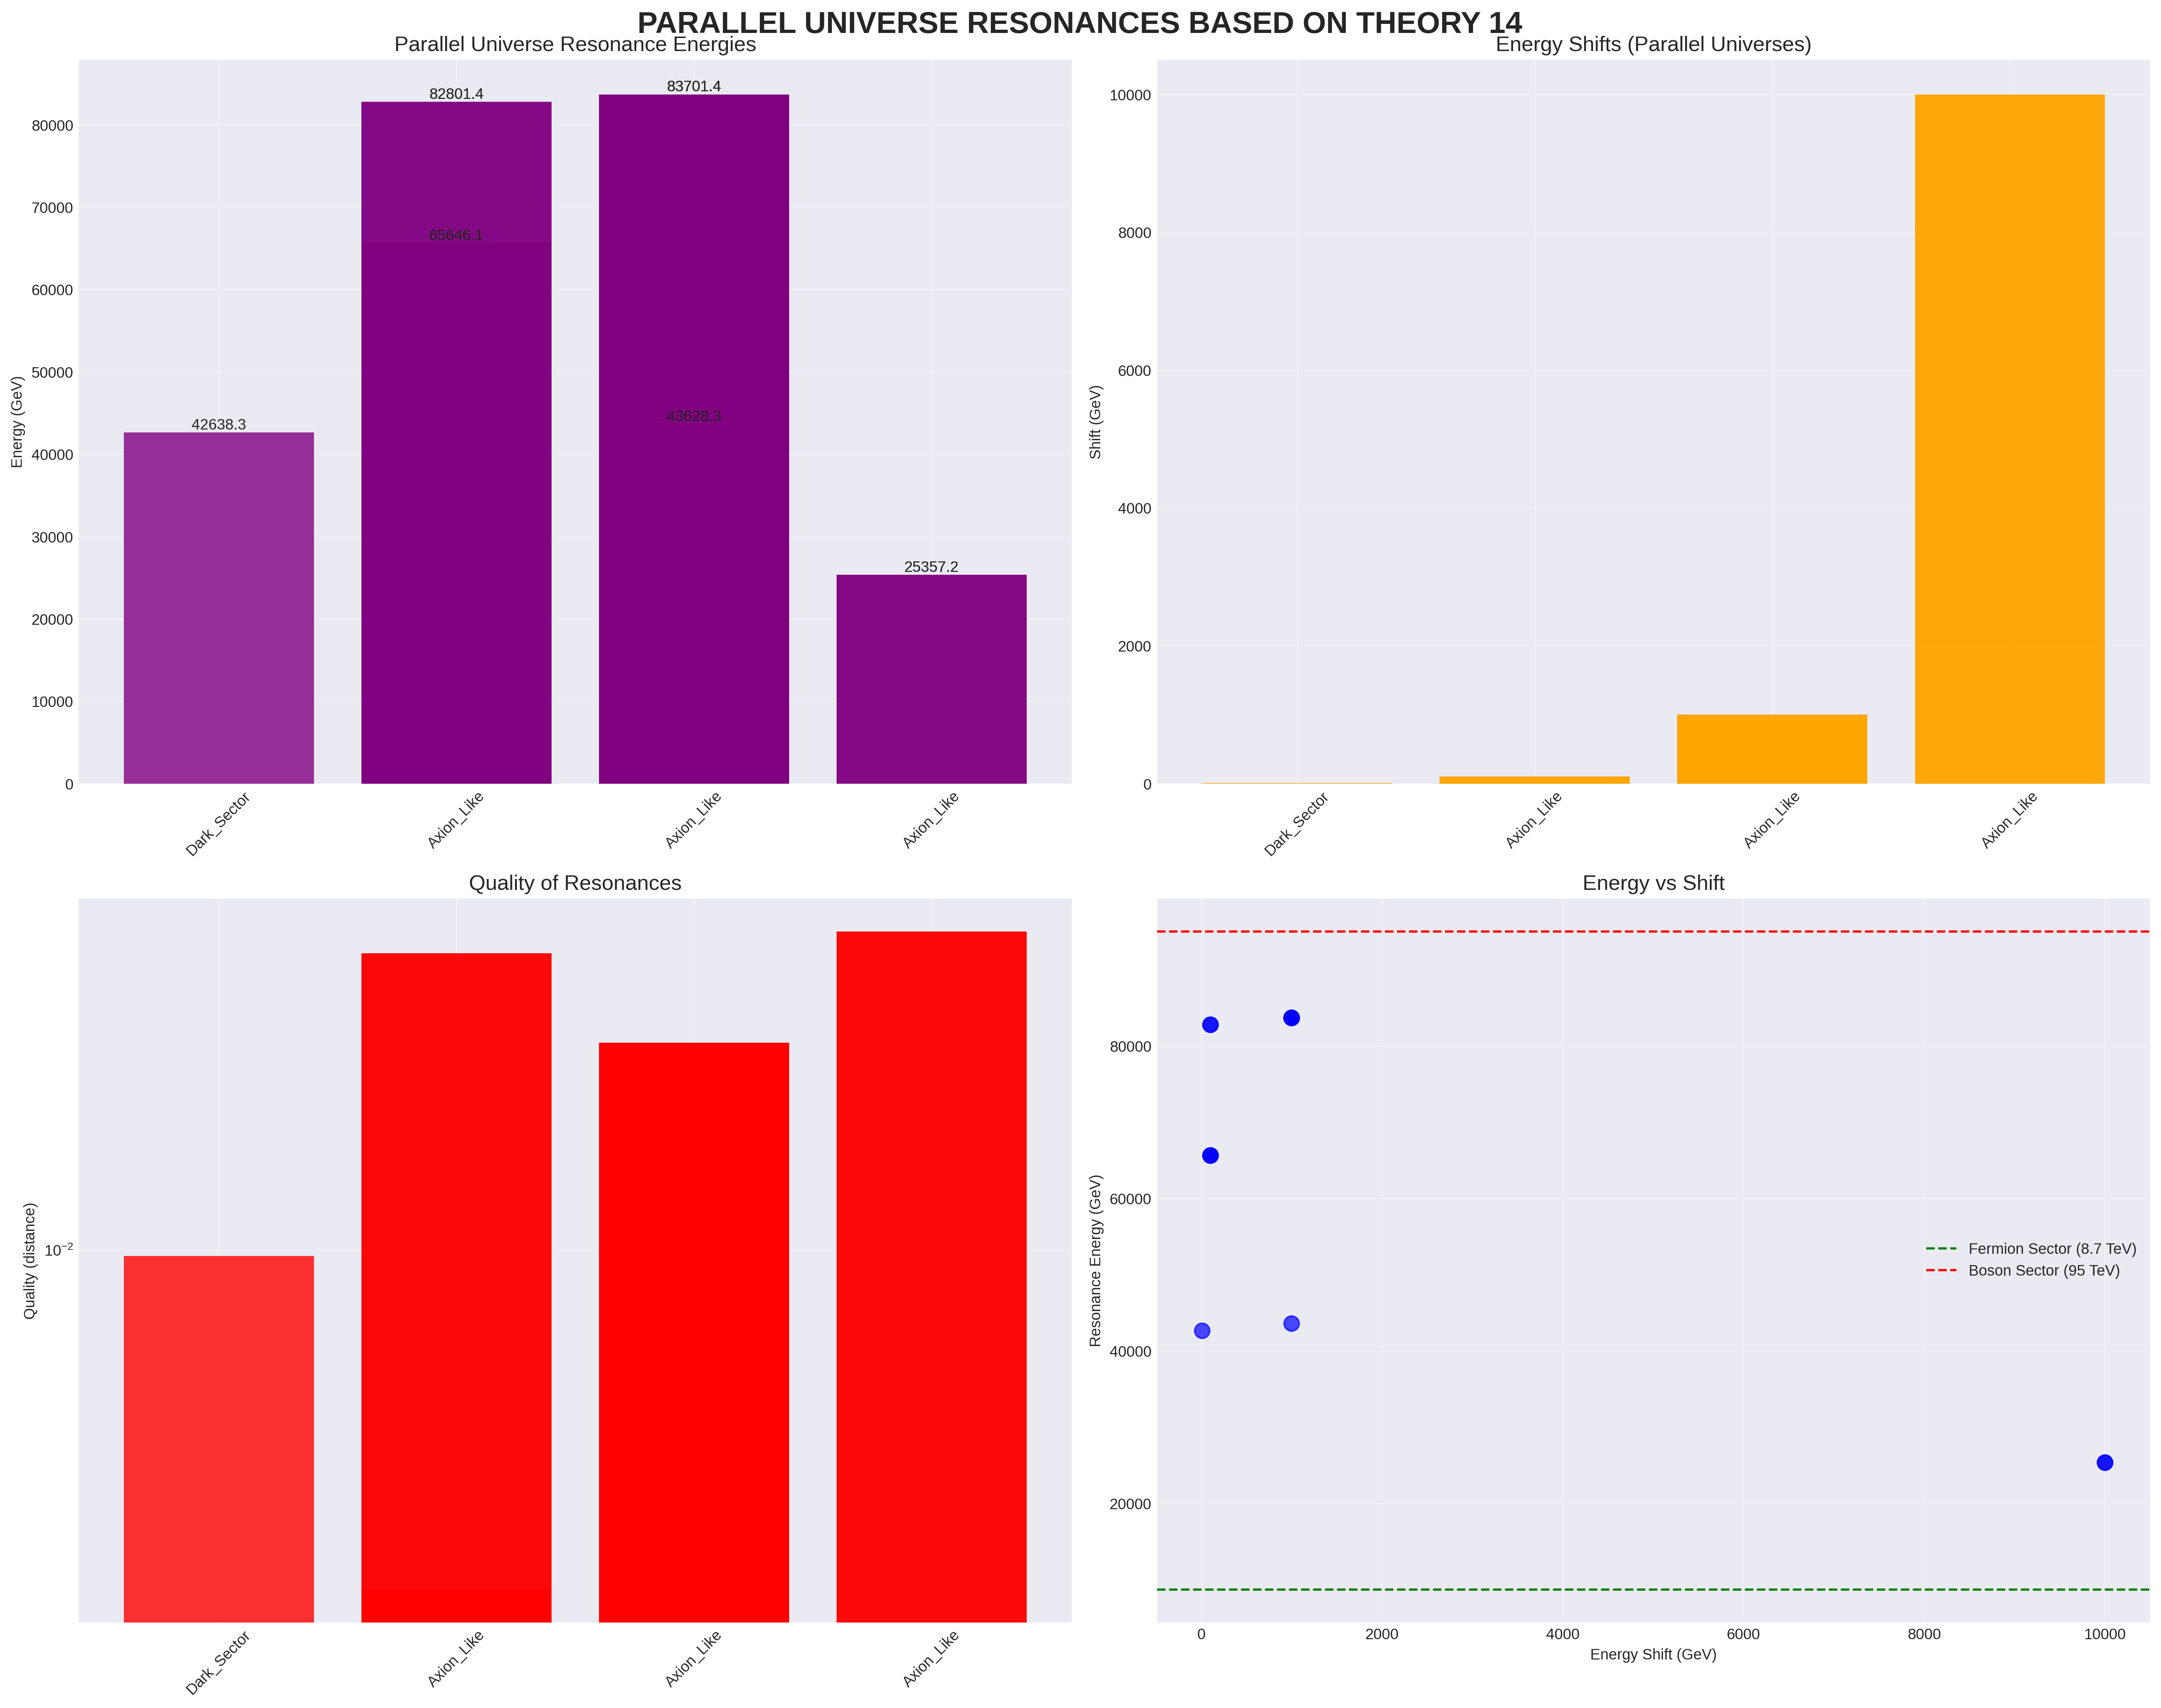 PARALLEL UNIVERSE RESONANCES BASED ON THEORY 14
Parallel Universe Resonance Energies
Energy (GeV)
80000
70000
60000
50000
40000
30000
20000
10000
0
42638.3
82801.4
65646.1
83701.4
43628.3
25357.2
Dark_Sector
Axion_Like
Axion_Like
Axion_Like
Energy Shifts (Parallel Universes)
Shift (GeV)
10000
8000
6000
4000
2000
0
Dark_Sector
Axion_Like
Axion_Like
Axion_Like
Quality of Resonances
Quality (distance)
10⁻²
Dark_Sector
Axion_Like
Axion_Like
Axion_Like
Energy vs Shift
Resonance Energy (GeV)
80000
60000
40000
20000
Fermion Sector (8.7 TeV)
Boson Sector (95 TeV)
0
2000
4000
6000
8000
10000
Energy Shift (GeV)